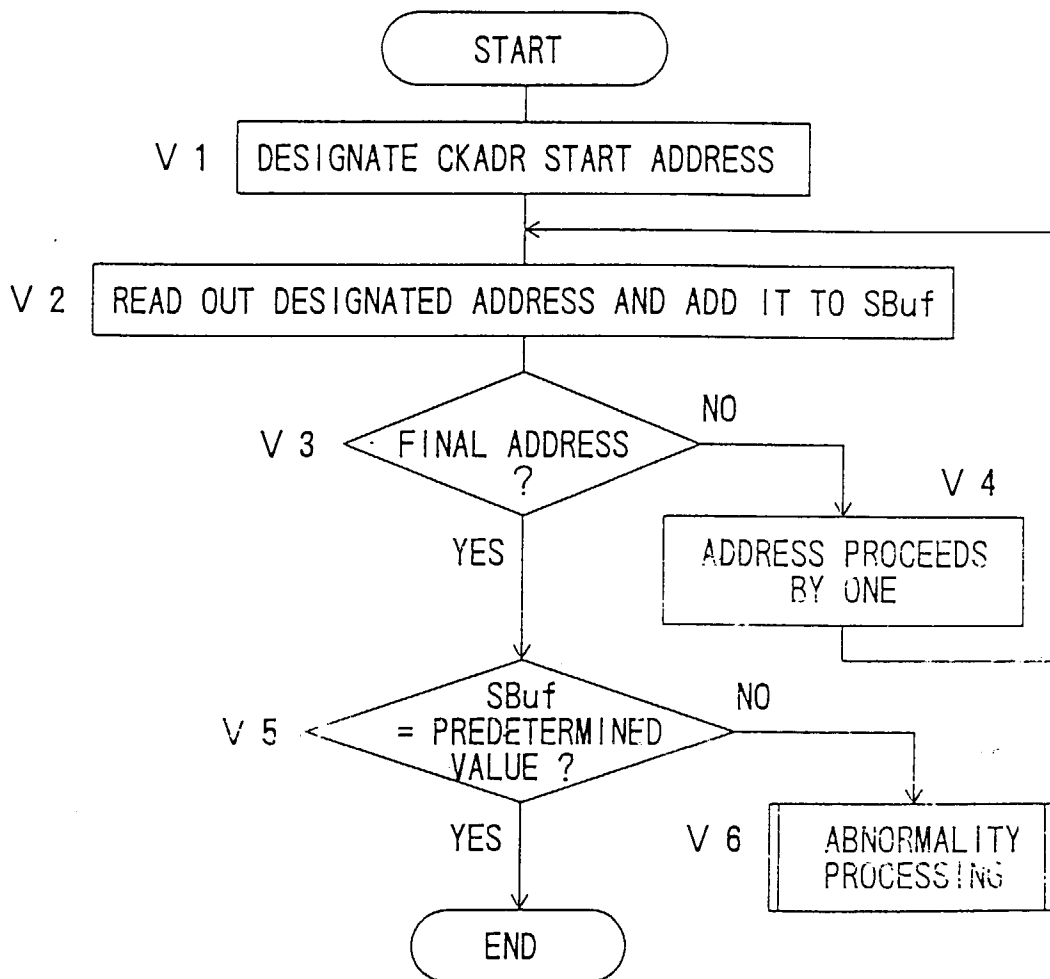 START
V 1
DESIGNATE CKADR START ADDRESS
V 2
READ OUT DESIGNATED ADDRESS AND ADD IT TO SBuf
V 3
FINAL ADDRESS
?
NO
YES
V 4
ADDRESS PROCEEDS
BY ONE
V 5
SBuf
= PREDETERMINED
VALUE ?
NO
YES
V 6
ABNORMALITY
PROCESSING
END